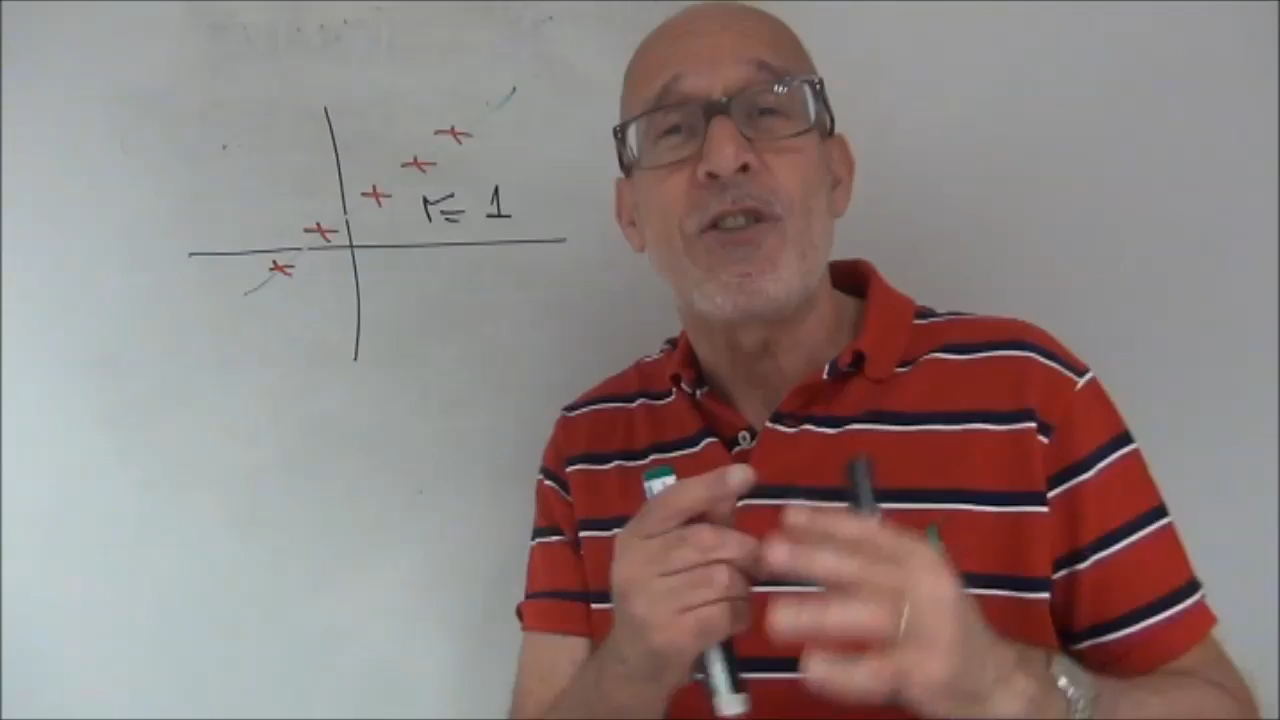 r = 1